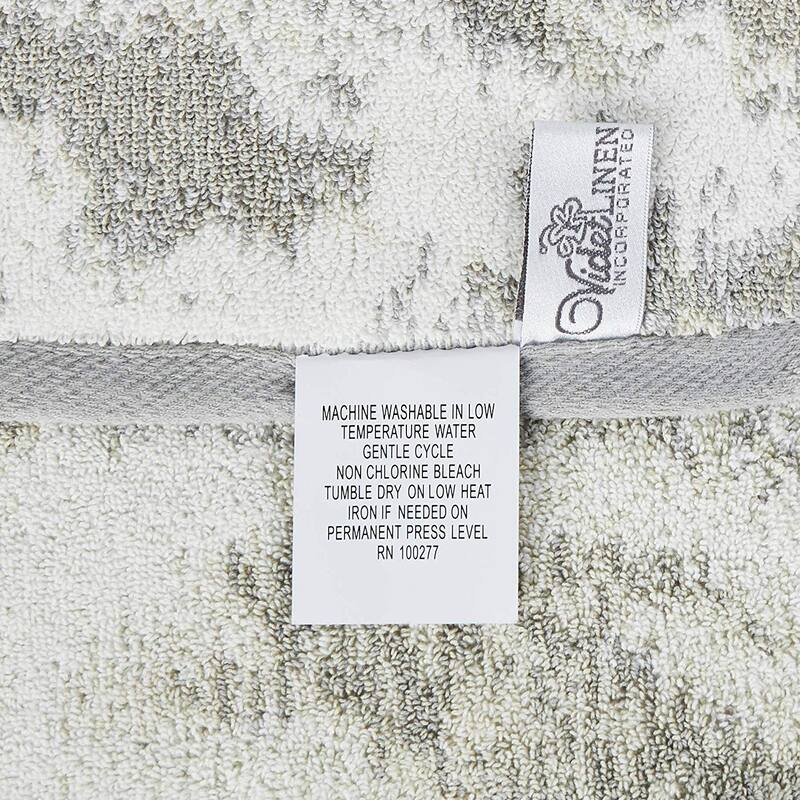 Videl LINEN
INCORPORATED
MACHINE WASHABLE IN LOW
TEMPERATURE WATER
GENTLE CYCLE
NON CHLORINE BLEACH
TUMBLE DRY ON LOW HEAT
IRON IF NEEDED ON
PERMANENT PRESS LEVEL
RN 100277